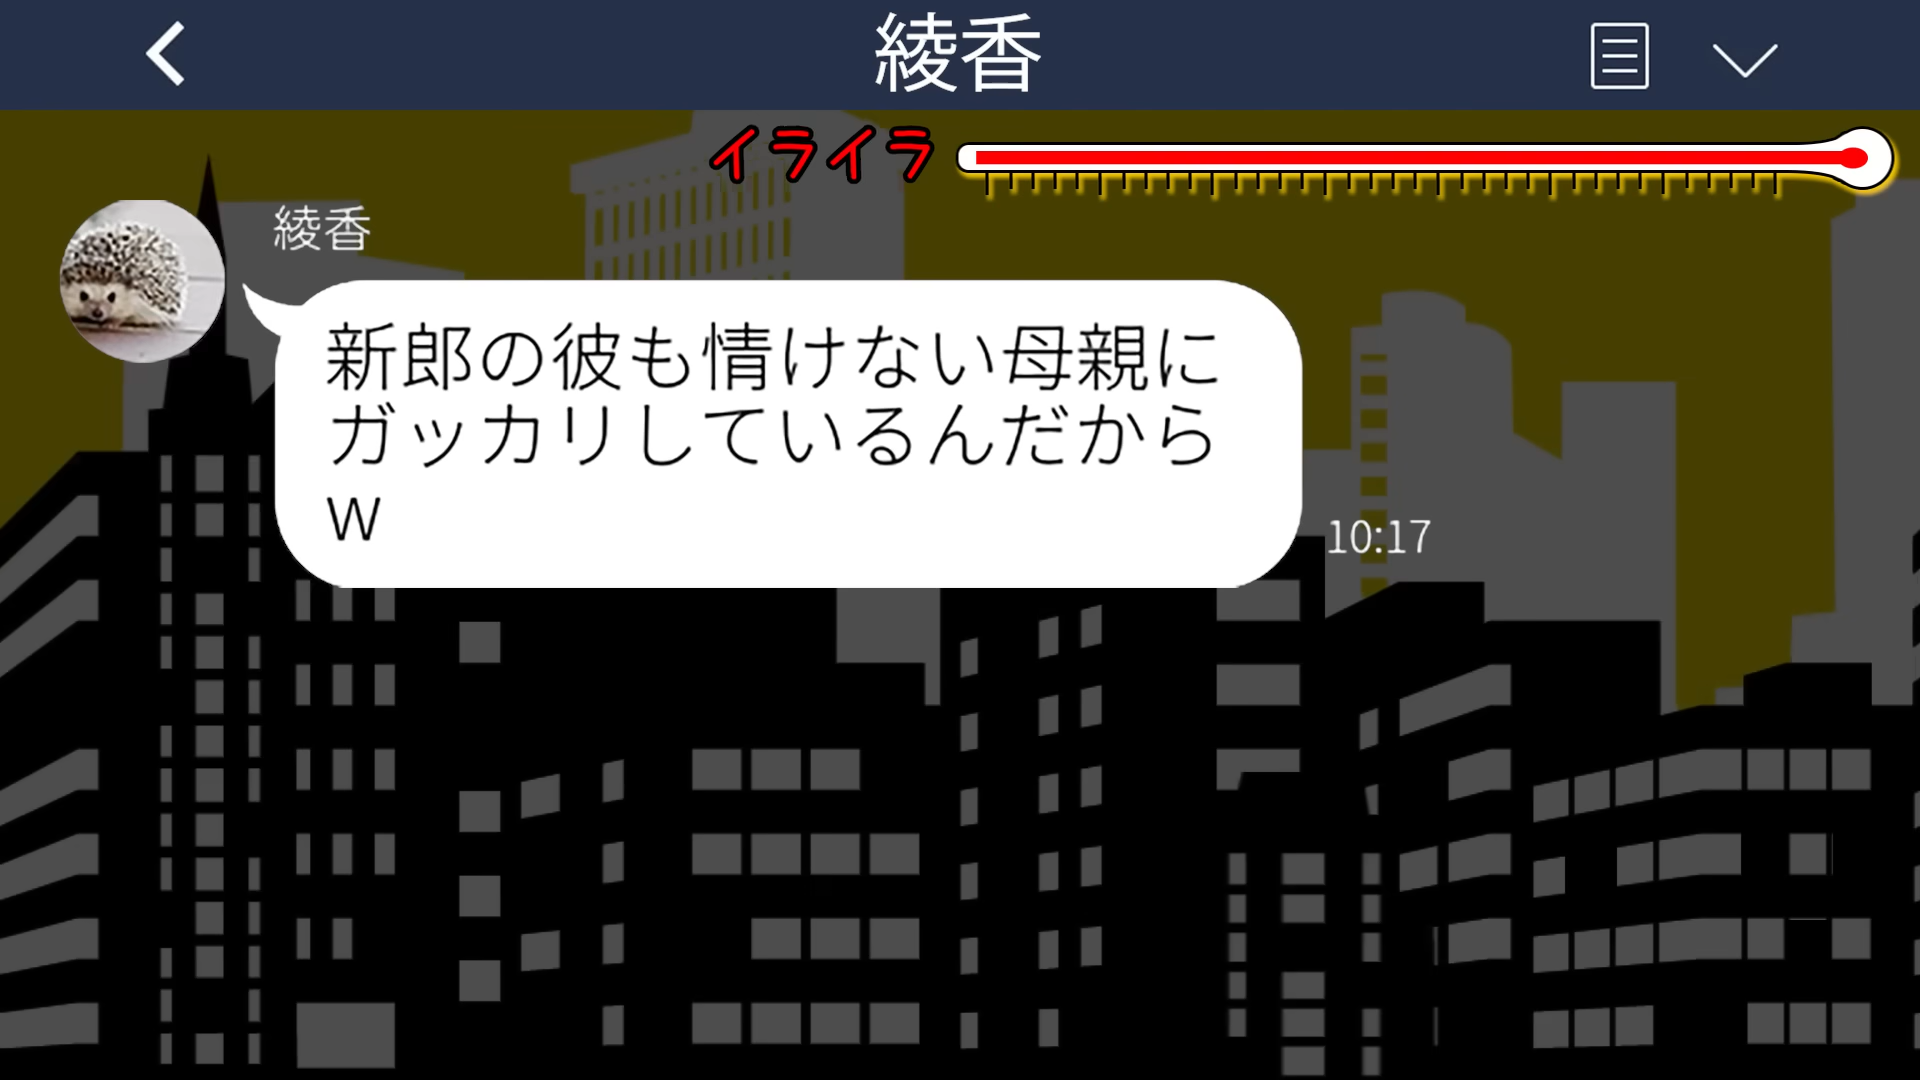 綾香
イライラ
綾香
新郎の彼も情けない母親に
ガッカリしているんだから
w
10:17